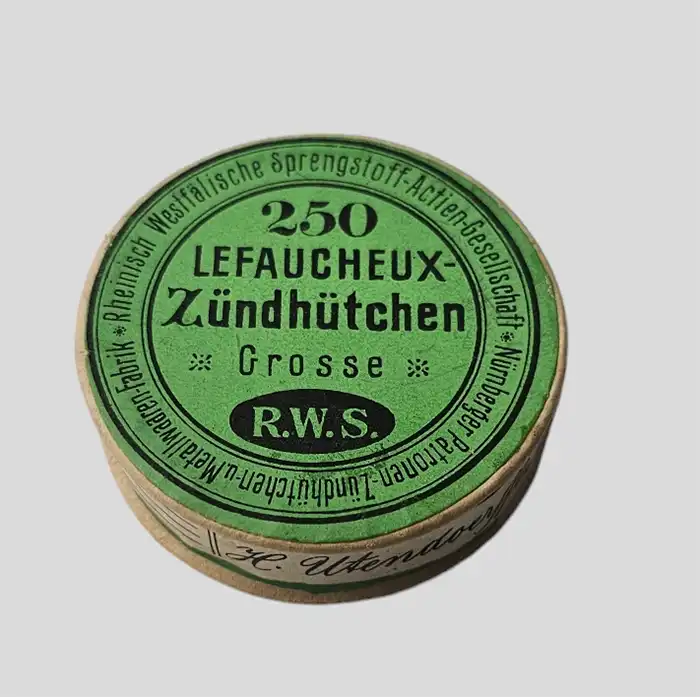 Rheinisch Westfälische Sprengstoff-Actien-Gesellschaft
Nürnberger Patronen-Zündhütchen-u. Metallwaaren-Fabrik
250
LEFAUCHEUX-
Zündhütchen
Grosse
R.W.S.
H. Utendoer